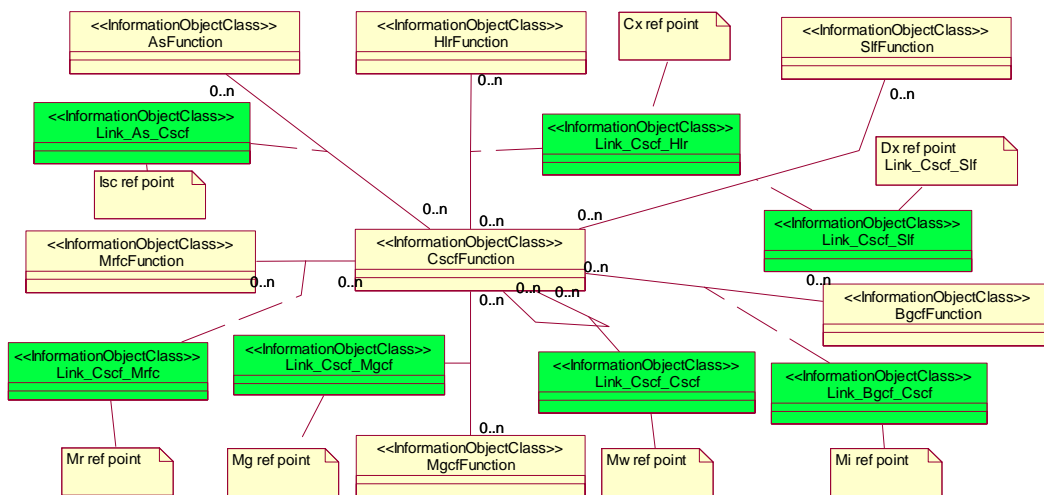 <<InformationObjectClass>>
AsFunction
0..n
<<InformationObjectClass>>
HlrFunction
0..n
Cx ref point
<<InformationObjectClass>>
SlfFunction
0..n
<<InformationObjectClass>>
Link_As_Cscf
Isc ref point
<<InformationObjectClass>>
Link_Cscf_Hlr
Dx ref point
Link_Cscf_Slf
0..n
0..n
0..n
<<InformationObjectClass>>
Link_Cscf_Slf
<<InformationObjectClass>>
MrfcFunction
0..n
0..n
<<InformationObjectClass>>
CscfFunction
0..n
0..n
0..n
0..n
0..n
<<InformationObjectClass>>
BgcfFunction
<<InformationObjectClass>>
Link_Cscf_Mrfc
<<InformationObjectClass>>
Link_Cscf_Mgcf
<<InformationObjectClass>>
Link_Cscf_Cscf
<<InformationObjectClass>>
Link_Bgcf_Cscf
0..n
Mr ref point
Mg ref point
<<InformationObjectClass>>
MgcfFunction
Mw ref point
Mi ref point